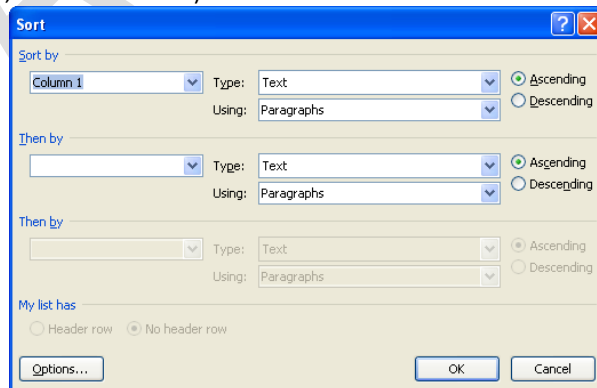 Sort
Sort by
Column 1 Type: Text Ascending
Using: Paragraphs Descending
Then by
Type: Text Ascending
Using: Paragraphs Descending
Then by
Type: Text Ascending
Using: Paragraphs Descending
My list has
Header row No header row
Options... OK Cancel